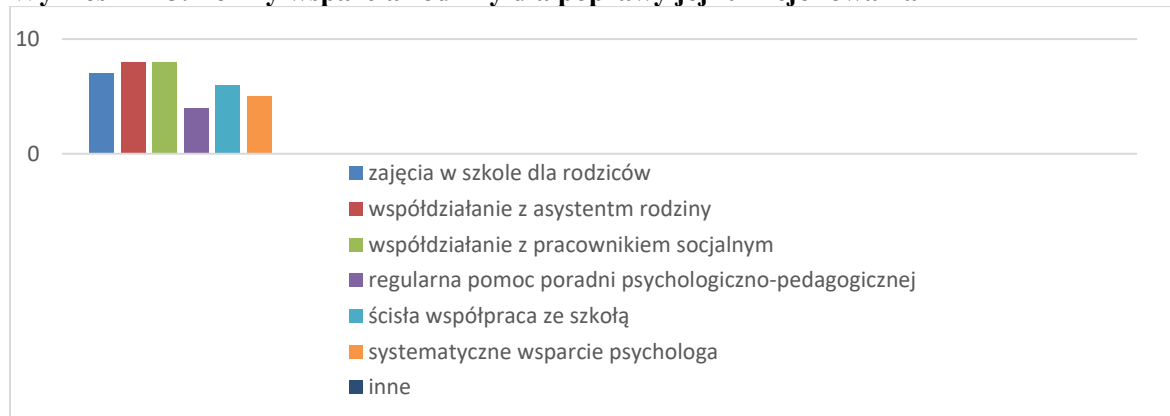 10
0
zajęcia w szkole dla rodziców
współdziałanie z asystentm rodziny
współdziałanie z pracownikiem socjalnym
regularna pomoc poradni psychologiczno-pedagogicznej
ścisła współpraca ze szkołą
systematyczne wsparcie psychologa
inne